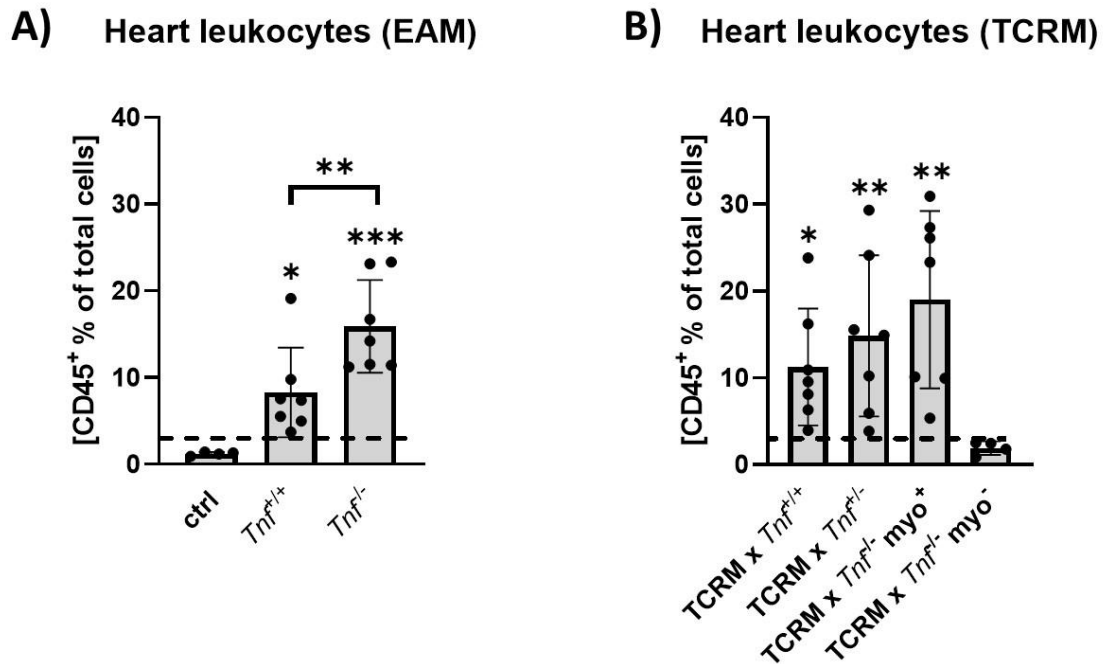 A) Heart leukocytes (EAM)
[CD45⁺ % of total cells]
40
30
20
10
0
**
*
***
ctrl
Tnf⁺/⁺
Tnf⁻/⁻
B) Heart leukocytes (TCRM)
[CD45⁺ % of total cells]
40
30
20
10
0
*
**
**
TCRM x Tnf⁺/⁺
TCRM x Tnf⁺/⁻
TCRM x Tnf⁻/⁻ myo⁺
TCRM x Tnf⁻/⁻ myo⁻